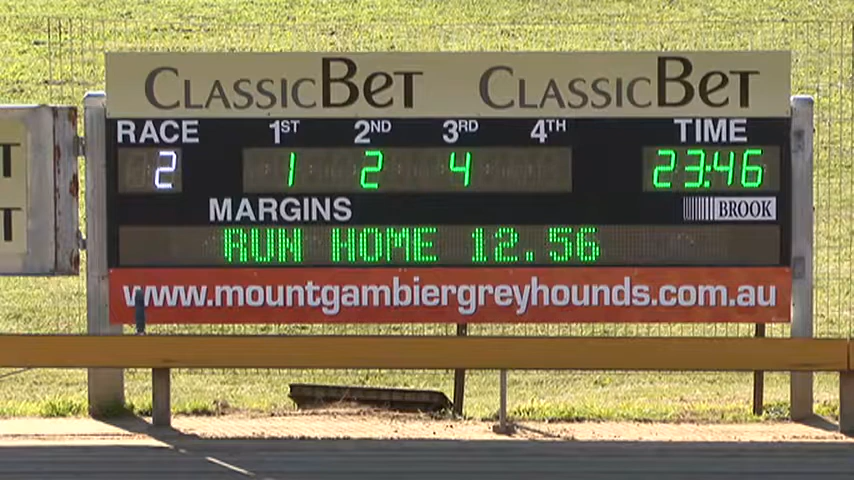 CLASSICBET CLASSICBET
RACE 1ST 2ND 3RD 4TH TIME
2 1 2 4 23:46
MARGINS BROOK
RUN HOME 12.56
www.mountgambiergreyhounds.com.au
T
T